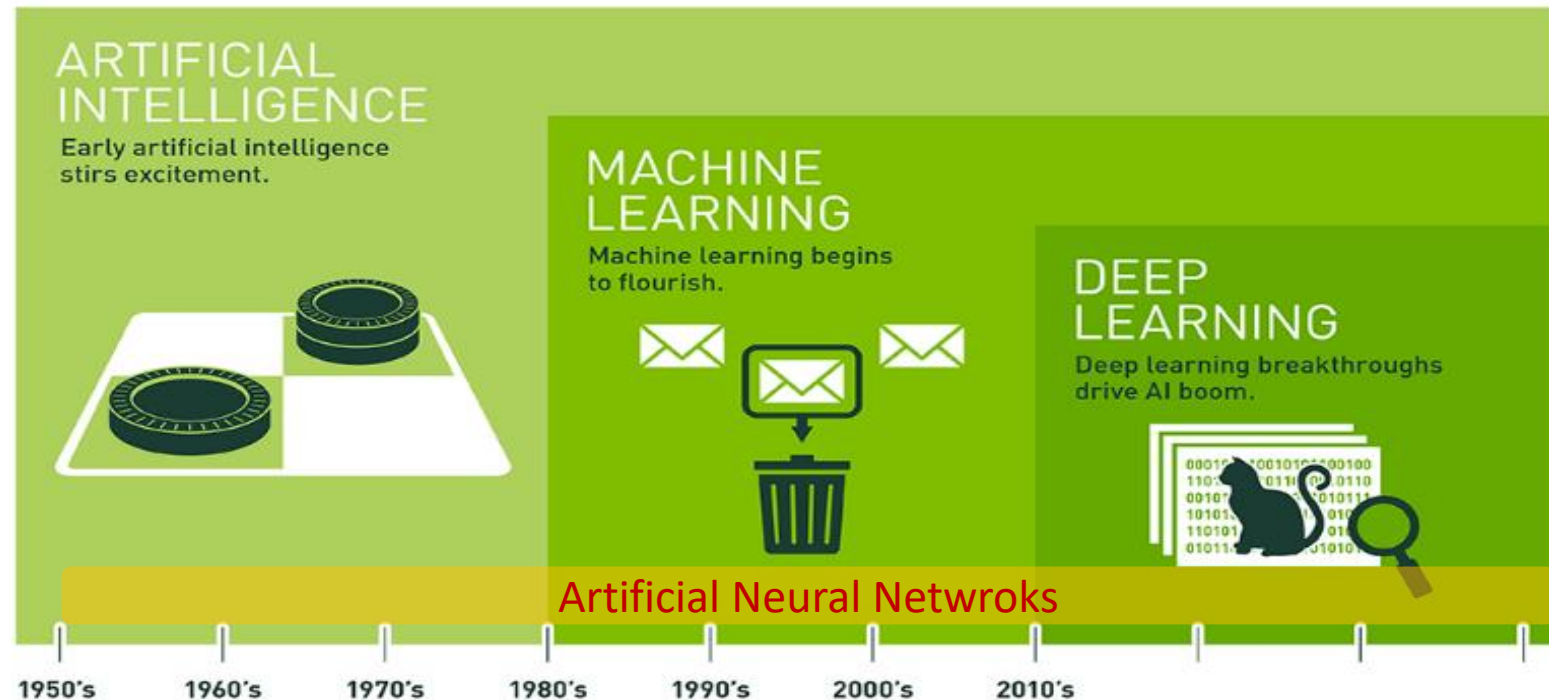 ARTIFICIAL
INTELLIGENCE
Early artificial intelligence
stirs excitement.
MACHINE
LEARNING
Machine learning begins
to flourish.
DEEP
LEARNING
Deep learning breakthroughs
drive AI boom.
Artificial Neural Netwroks
1950's 1960's 1970's 1980's 1990's 2000's 2010's